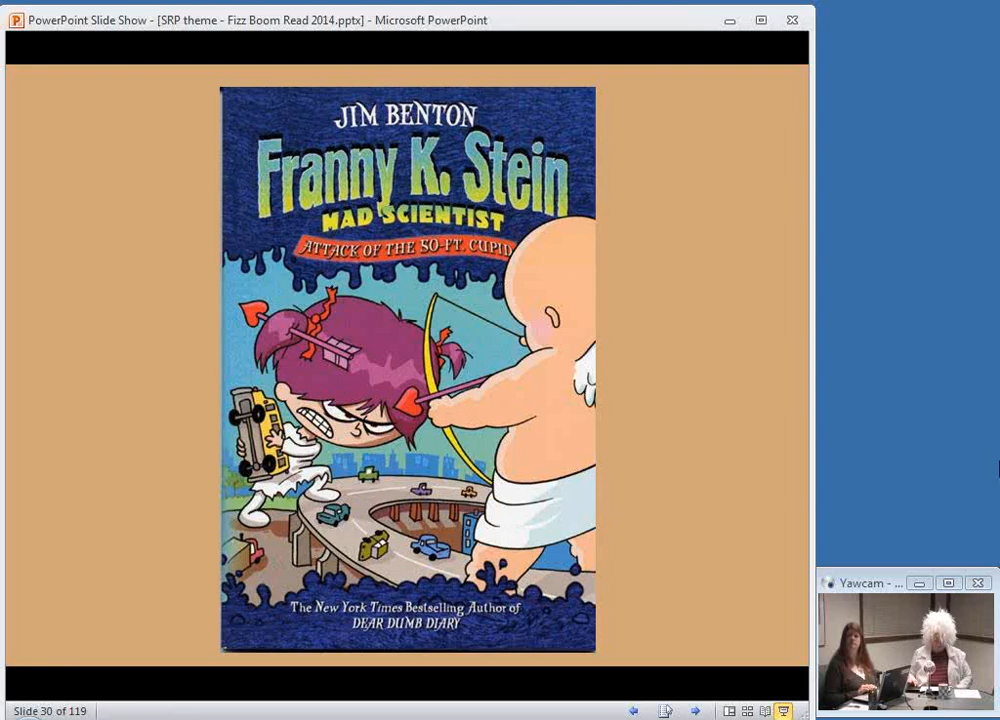 PowerPoint Slide Show - [SRP theme - Fizz Boom Read 2014.pptx] - Microsoft PowerPoint
JIM BENTON
Franny K. Stein
MAD SCIENTIST
ATTACK OF THE 50-FT. CUPID
The New York Times Bestselling Author of
DEAR DUMB DIARY
Yawcam - ...
Slide 30 of 119